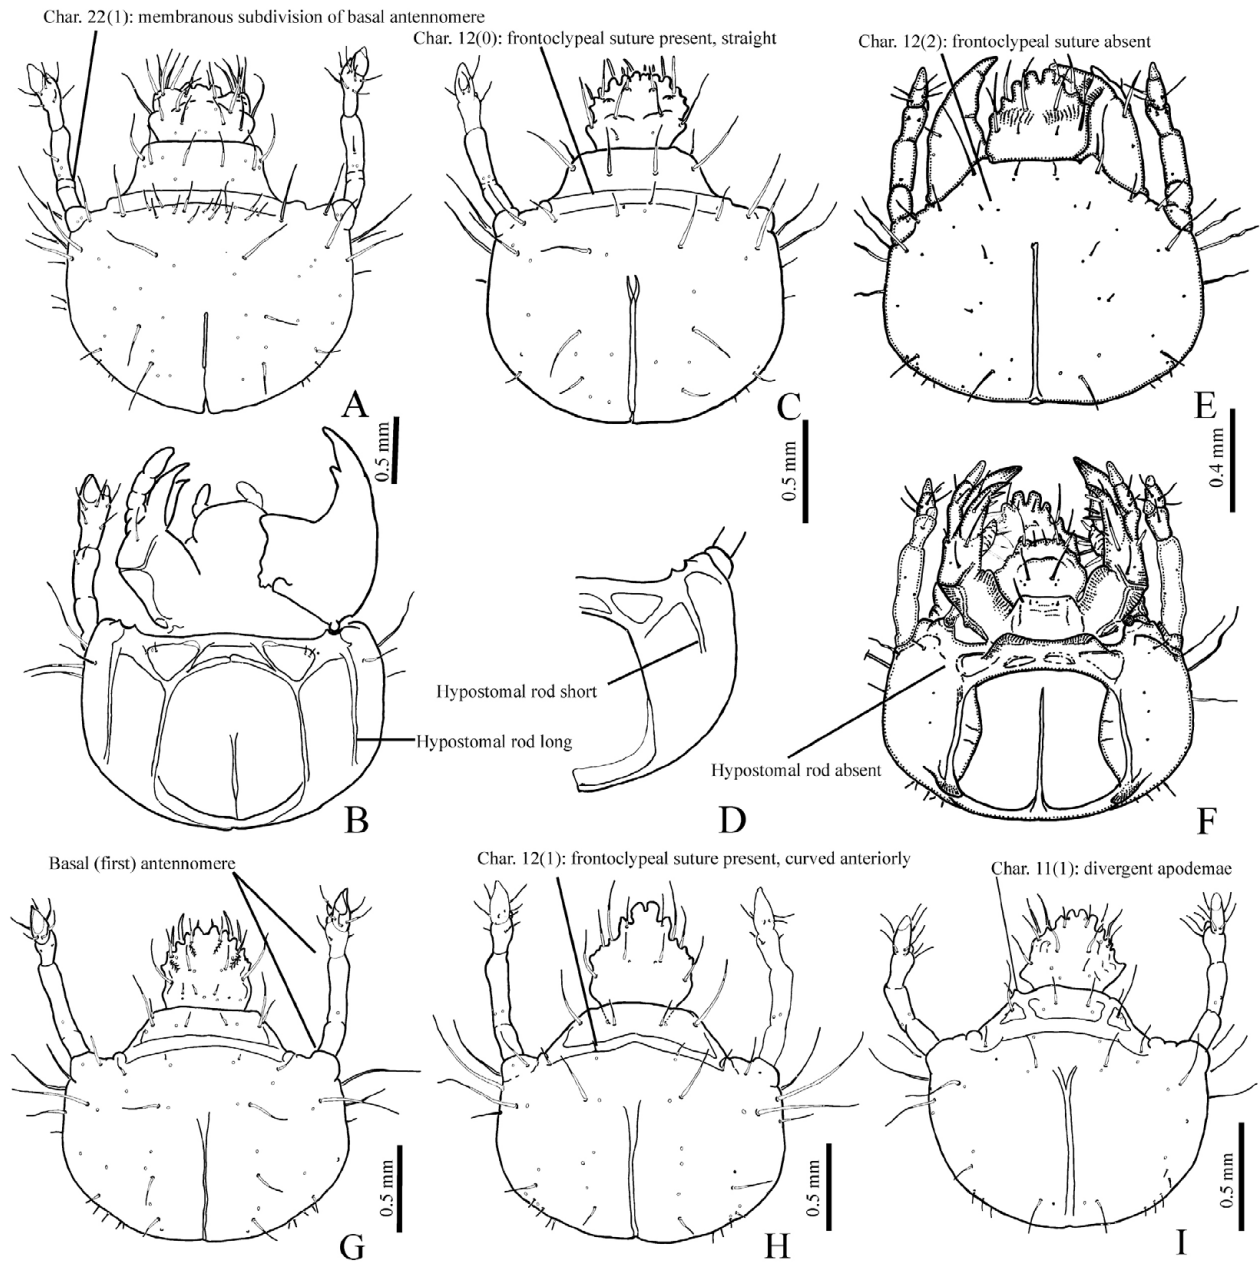 Char. 22(1): membranous subdivision of basal antennomere
Char. 12(0): frontoclypeal suture present, straight
Char. 12(2): frontoclypeal suture absent
A
C
E
0.5 mm
0.5 mm
0.4 mm
Hypostomal rod short
Hypostomal rod long
Hypostomal rod absent
B
D
F
Basal (first) antennomere
Char. 12(1): frontoclypeal suture present, curved anteriorly
Char. 11(1): divergent apodemae
0.5 mm
0.5 mm
0.5 mm
G
H
I